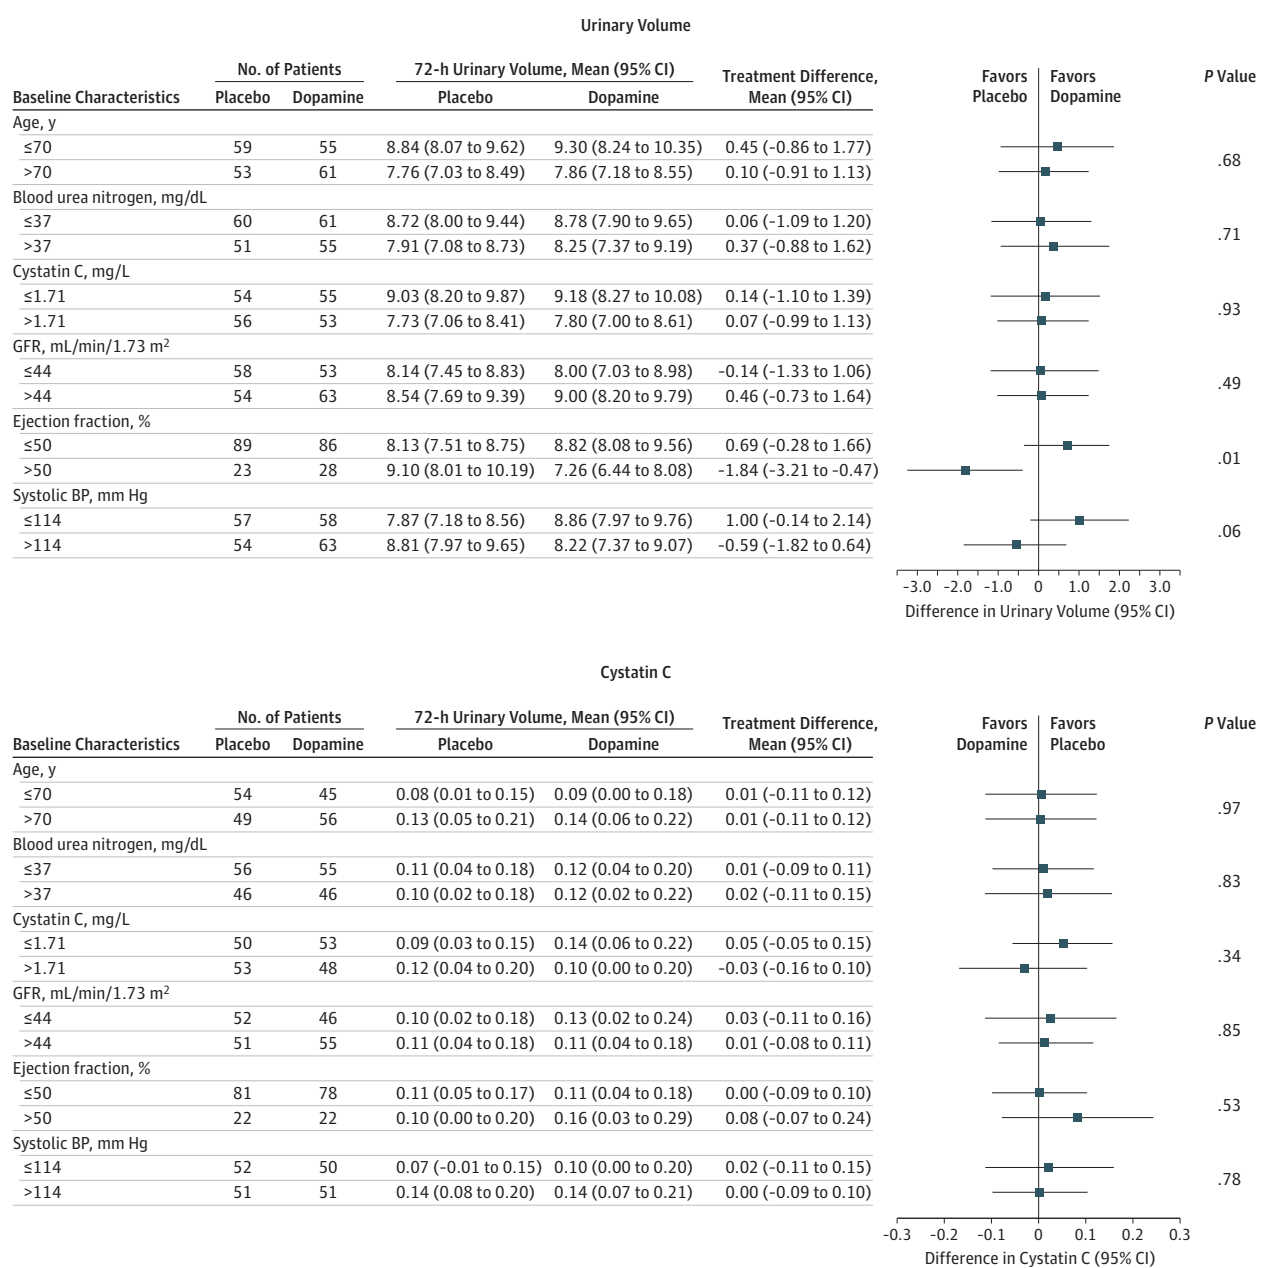 Urinary Volume
No. of Patients 72-h Urinary Volume, Mean (95% CI) Treatment Difference, Mean (95% CI) Favors Placebo Favors Dopamine P Value
Baseline Characteristics Placebo Dopamine Placebo Dopamine
Age, y
≤70 59 55 8.84 (8.07 to 9.62) 9.30 (8.24 to 10.35) 0.45 (-0.86 to 1.77)
.68
>70 53 61 7.76 (7.03 to 8.49) 7.86 (7.18 to 8.55) 0.10 (-0.91 to 1.13)
Blood urea nitrogen, mg/dL
≤37 60 61 8.72 (8.00 to 9.44) 8.78 (7.90 to 9.65) 0.06 (-1.09 to 1.20)
.71
>37 51 55 7.91 (7.08 to 8.73) 8.25 (7.37 to 9.19) 0.37 (-0.88 to 1.62)
Cystatin C, mg/L
≤1.71 54 55 9.03 (8.20 to 9.87) 9.18 (8.27 to 10.08) 0.14 (-1.10 to 1.39)
.93
>1.71 56 53 7.73 (7.06 to 8.41) 7.80 (7.00 to 8.61) 0.07 (-0.99 to 1.13)
GFR, mL/min/1.73 m²
≤44 58 53 8.14 (7.45 to 8.83) 8.00 (7.03 to 8.98) -0.14 (-1.33 to 1.06)
.49
>44 54 63 8.54 (7.69 to 9.39) 9.00 (8.20 to 9.79) 0.46 (-0.73 to 1.64)
Ejection fraction, %
≤50 89 86 8.13 (7.51 to 8.75) 8.82 (8.08 to 9.56) 0.69 (-0.28 to 1.66)
.01
>50 23 28 9.10 (8.01 to 10.19) 7.26 (6.44 to 8.08) -1.84 (-3.21 to -0.47)
Systolic BP, mm Hg
≤114 57 58 7.87 (7.18 to 8.56) 8.86 (7.97 to 9.76) 1.00 (-0.14 to 2.14)
.06
>114 54 63 8.81 (7.97 to 9.65) 8.22 (7.37 to 9.07) -0.59 (-1.82 to 0.64)
-3.0 -2.0 -1.0 0 1.0 2.0 3.0
Difference in Urinary Volume (95% CI)
Cystatin C
No. of Patients 72-h Urinary Volume, Mean (95% CI) Treatment Difference, Mean (95% CI) Favors Dopamine Favors Placebo P Value
Baseline Characteristics Placebo Dopamine Placebo Dopamine
Age, y
≤70 54 45 0.08 (0.01 to 0.15) 0.09 (0.00 to 0.18) 0.01 (-0.11 to 0.12)
.97
>70 49 56 0.13 (0.05 to 0.21) 0.14 (0.06 to 0.22) 0.01 (-0.11 to 0.12)
Blood urea nitrogen, mg/dL
≤37 56 55 0.11 (0.04 to 0.18) 0.12 (0.04 to 0.20) 0.01 (-0.09 to 0.11)
.83
>37 46 46 0.10 (0.02 to 0.18) 0.12 (0.02 to 0.22) 0.02 (-0.11 to 0.15)
Cystatin C, mg/L
≤1.71 50 53 0.09 (0.03 to 0.15) 0.14 (0.06 to 0.22) 0.05 (-0.05 to 0.15)
.34
>1.71 53 48 0.12 (0.04 to 0.20) 0.10 (0.00 to 0.20) -0.03 (-0.16 to 0.10)
GFR, mL/min/1.73 m²
≤44 52 46 0.10 (0.02 to 0.18) 0.13 (0.02 to 0.24) 0.03 (-0.11 to 0.16)
.85
>44 51 55 0.11 (0.04 to 0.18) 0.11 (0.04 to 0.18) 0.01 (-0.08 to 0.11)
Ejection fraction, %
≤50 81 78 0.11 (0.05 to 0.17) 0.11 (0.04 to 0.18) 0.00 (-0.09 to 0.10)
.53
>50 22 22 0.10 (0.00 to 0.20) 0.16 (0.03 to 0.29) 0.08 (-0.07 to 0.24)
Systolic BP, mm Hg
≤114 52 50 0.07 (-0.01 to 0.15) 0.10 (0.00 to 0.20) 0.02 (-0.11 to 0.15)
.78
>114 51 51 0.14 (0.08 to 0.20) 0.14 (0.07 to 0.21) 0.00 (-0.09 to 0.10)
-0.3 -0.2 -0.1 0 0.1 0.2 0.3
Difference in Cystatin C (95% CI)